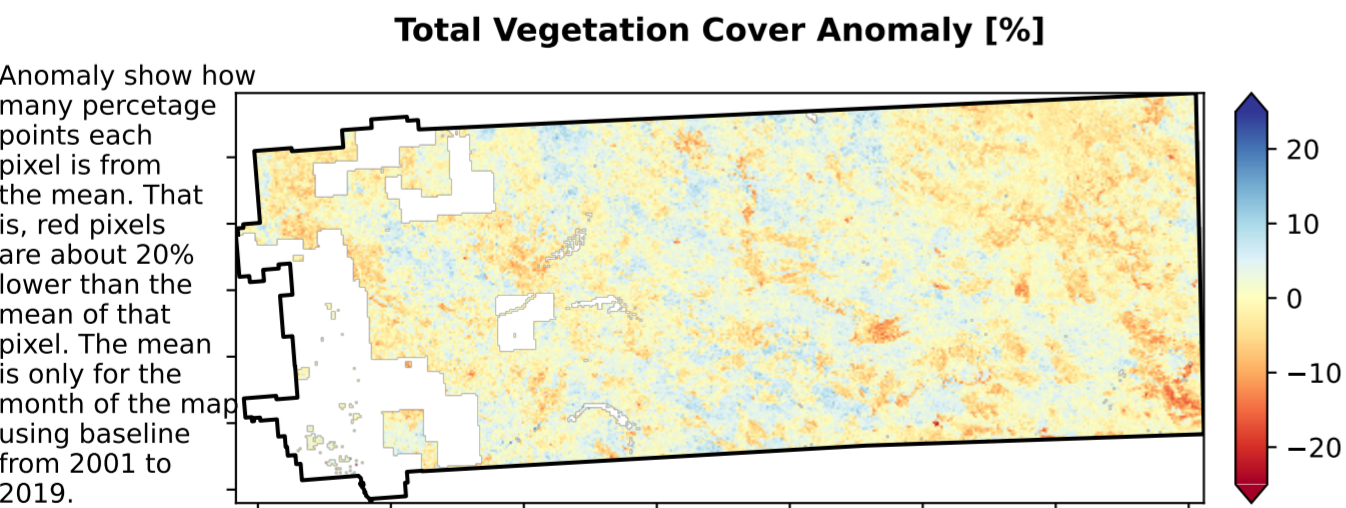 Total Vegetation Cover Anomaly [%]
Anomaly show how
many percetage
points each
pixel is from
the mean. That
is, red pixels
are about 20%
lower than the
mean of that
pixel. The mean
is only for the
month of the map
using baseline
from 2001 to
2019.
20
10
0
−10
−20